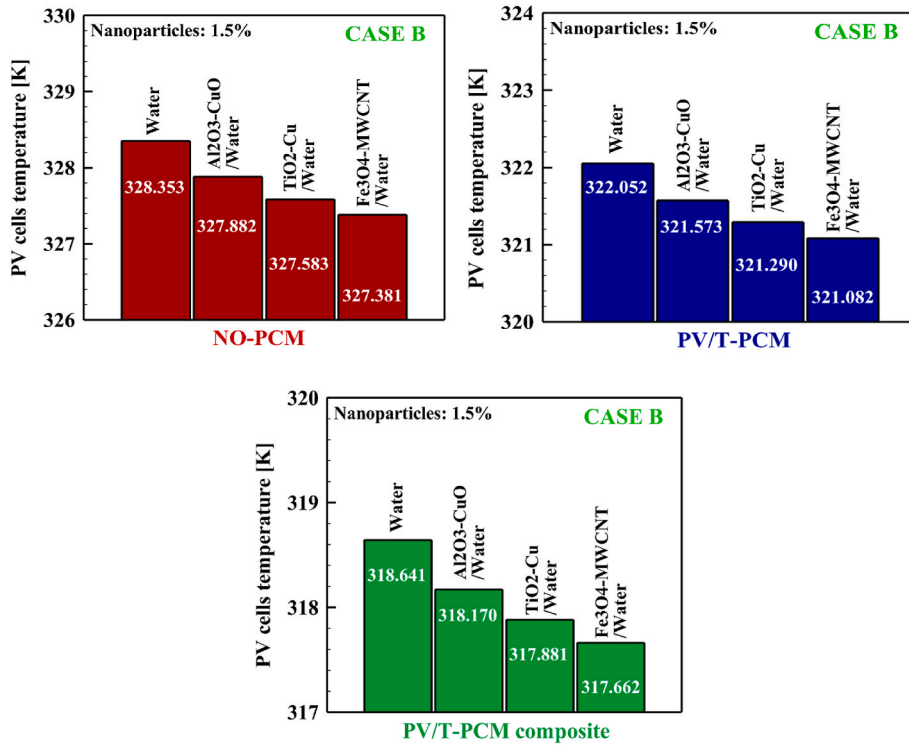 PV cells temperature [K]
330
329
328
327
326
Nanoparticles: 1.5%
CASE B
Water
Al2O3-CuO
/Water
TiO2-Cu
/Water
Fe3O4-MWCNT
/Water
328.353
327.882
327.583
327.381
NO-PCM
PV cells temperature [K]
324
323
322
321
320
Nanoparticles: 1.5%
CASE B
Water
Al2O3-CuO
/Water
TiO2-Cu
/Water
Fe3O4-MWCNT
/Water
322.052
321.573
321.290
321.082
PV/T-PCM
PV cells temperature [K]
320
319
318
317
Nanoparticles: 1.5%
CASE B
Water
Al2O3-CuO
/Water
TiO2-Cu
/Water
Fe3O4-MWCNT
/Water
318.641
318.170
317.881
317.662
PV/T-PCM composite